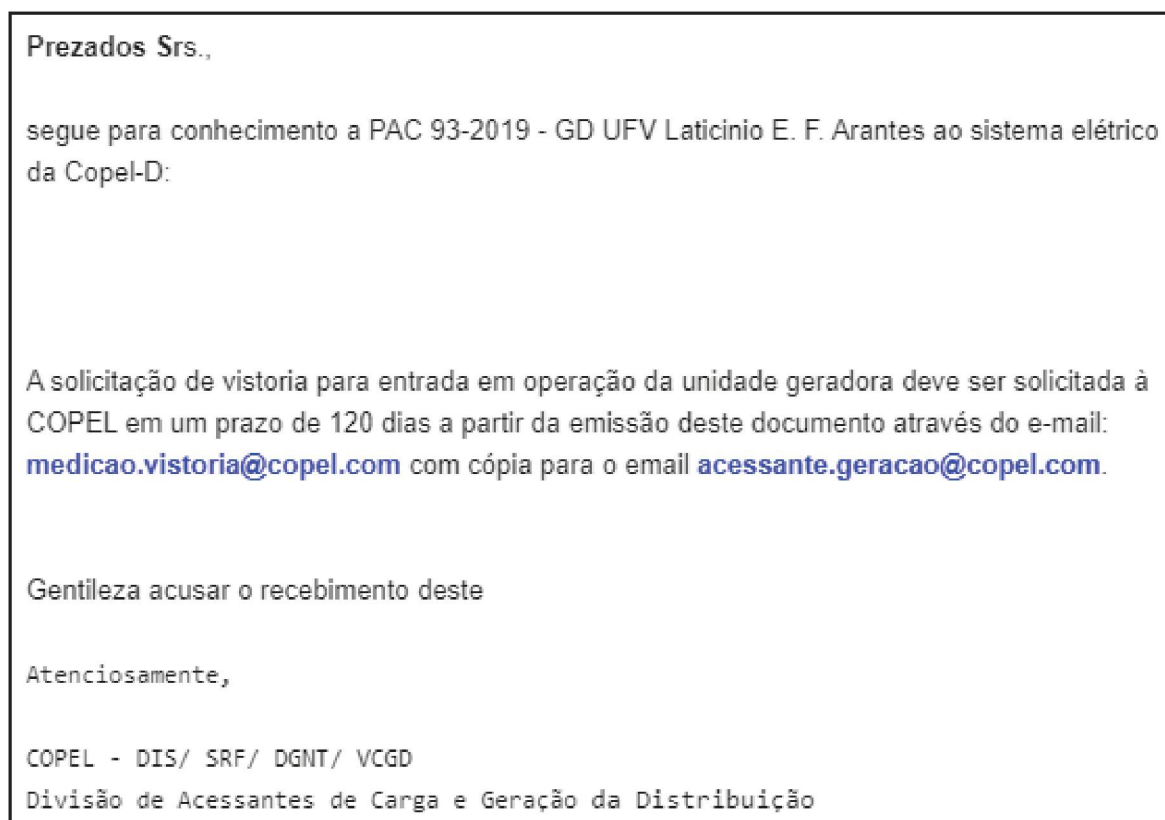 Prezados Srs.,
segue para conhecimento a PAC 93-2019 - GD UFV Laticinio E. F. Arantes ao sistema elétrico
da Copel-D:
A solicitação de vistoria para entrada em operação da unidade geradora deve ser solicitada à
COPEL em um prazo de 120 dias a partir da emissão deste documento através do e-mail:
medicao.vistoria@copel.com com cópia para o email acessante.geracao@copel.com.
Gentileza acusar o recebimento deste
Atenciosamente,
COPEL - DIS/ SRF/ DGNT/ VCGD
Divisão de Acessantes de Carga e Geração da Distribuição